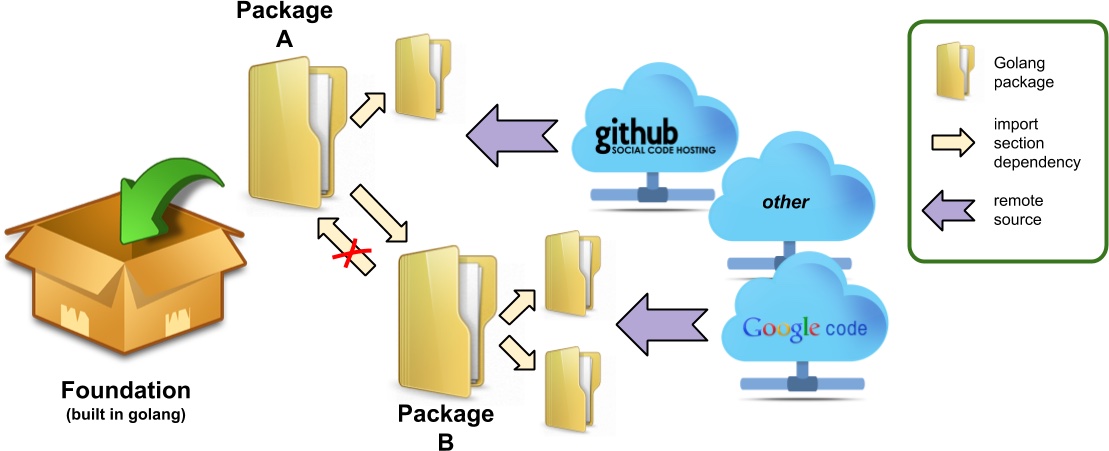 Package
A
github
SOCIAL CODE HOSTING
other
Google code
Foundation
(built in golang)
Package
B
Golang
package
import
section
dependency
remote
source